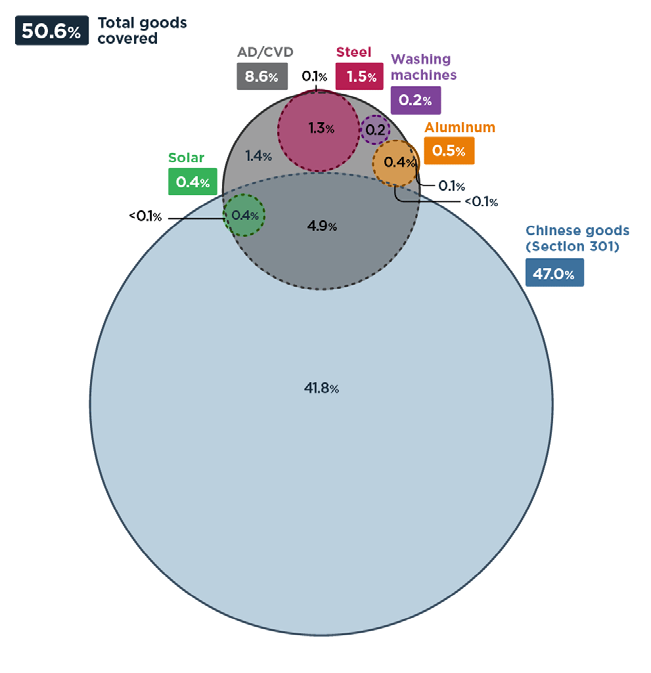 50.6% Total goods
covered
AD/CVD
8.6%
0.1%
Steel
1.5%
Washing
machines
0.2%
Aluminum
0.5%
1.3%
0.2
1.4%
0.4%
Solar
0.4%
0.1%
<0.1%
<0.1%
0.4%
4.9%
Chinese goods
(Section 301)
47.0%
41.8%